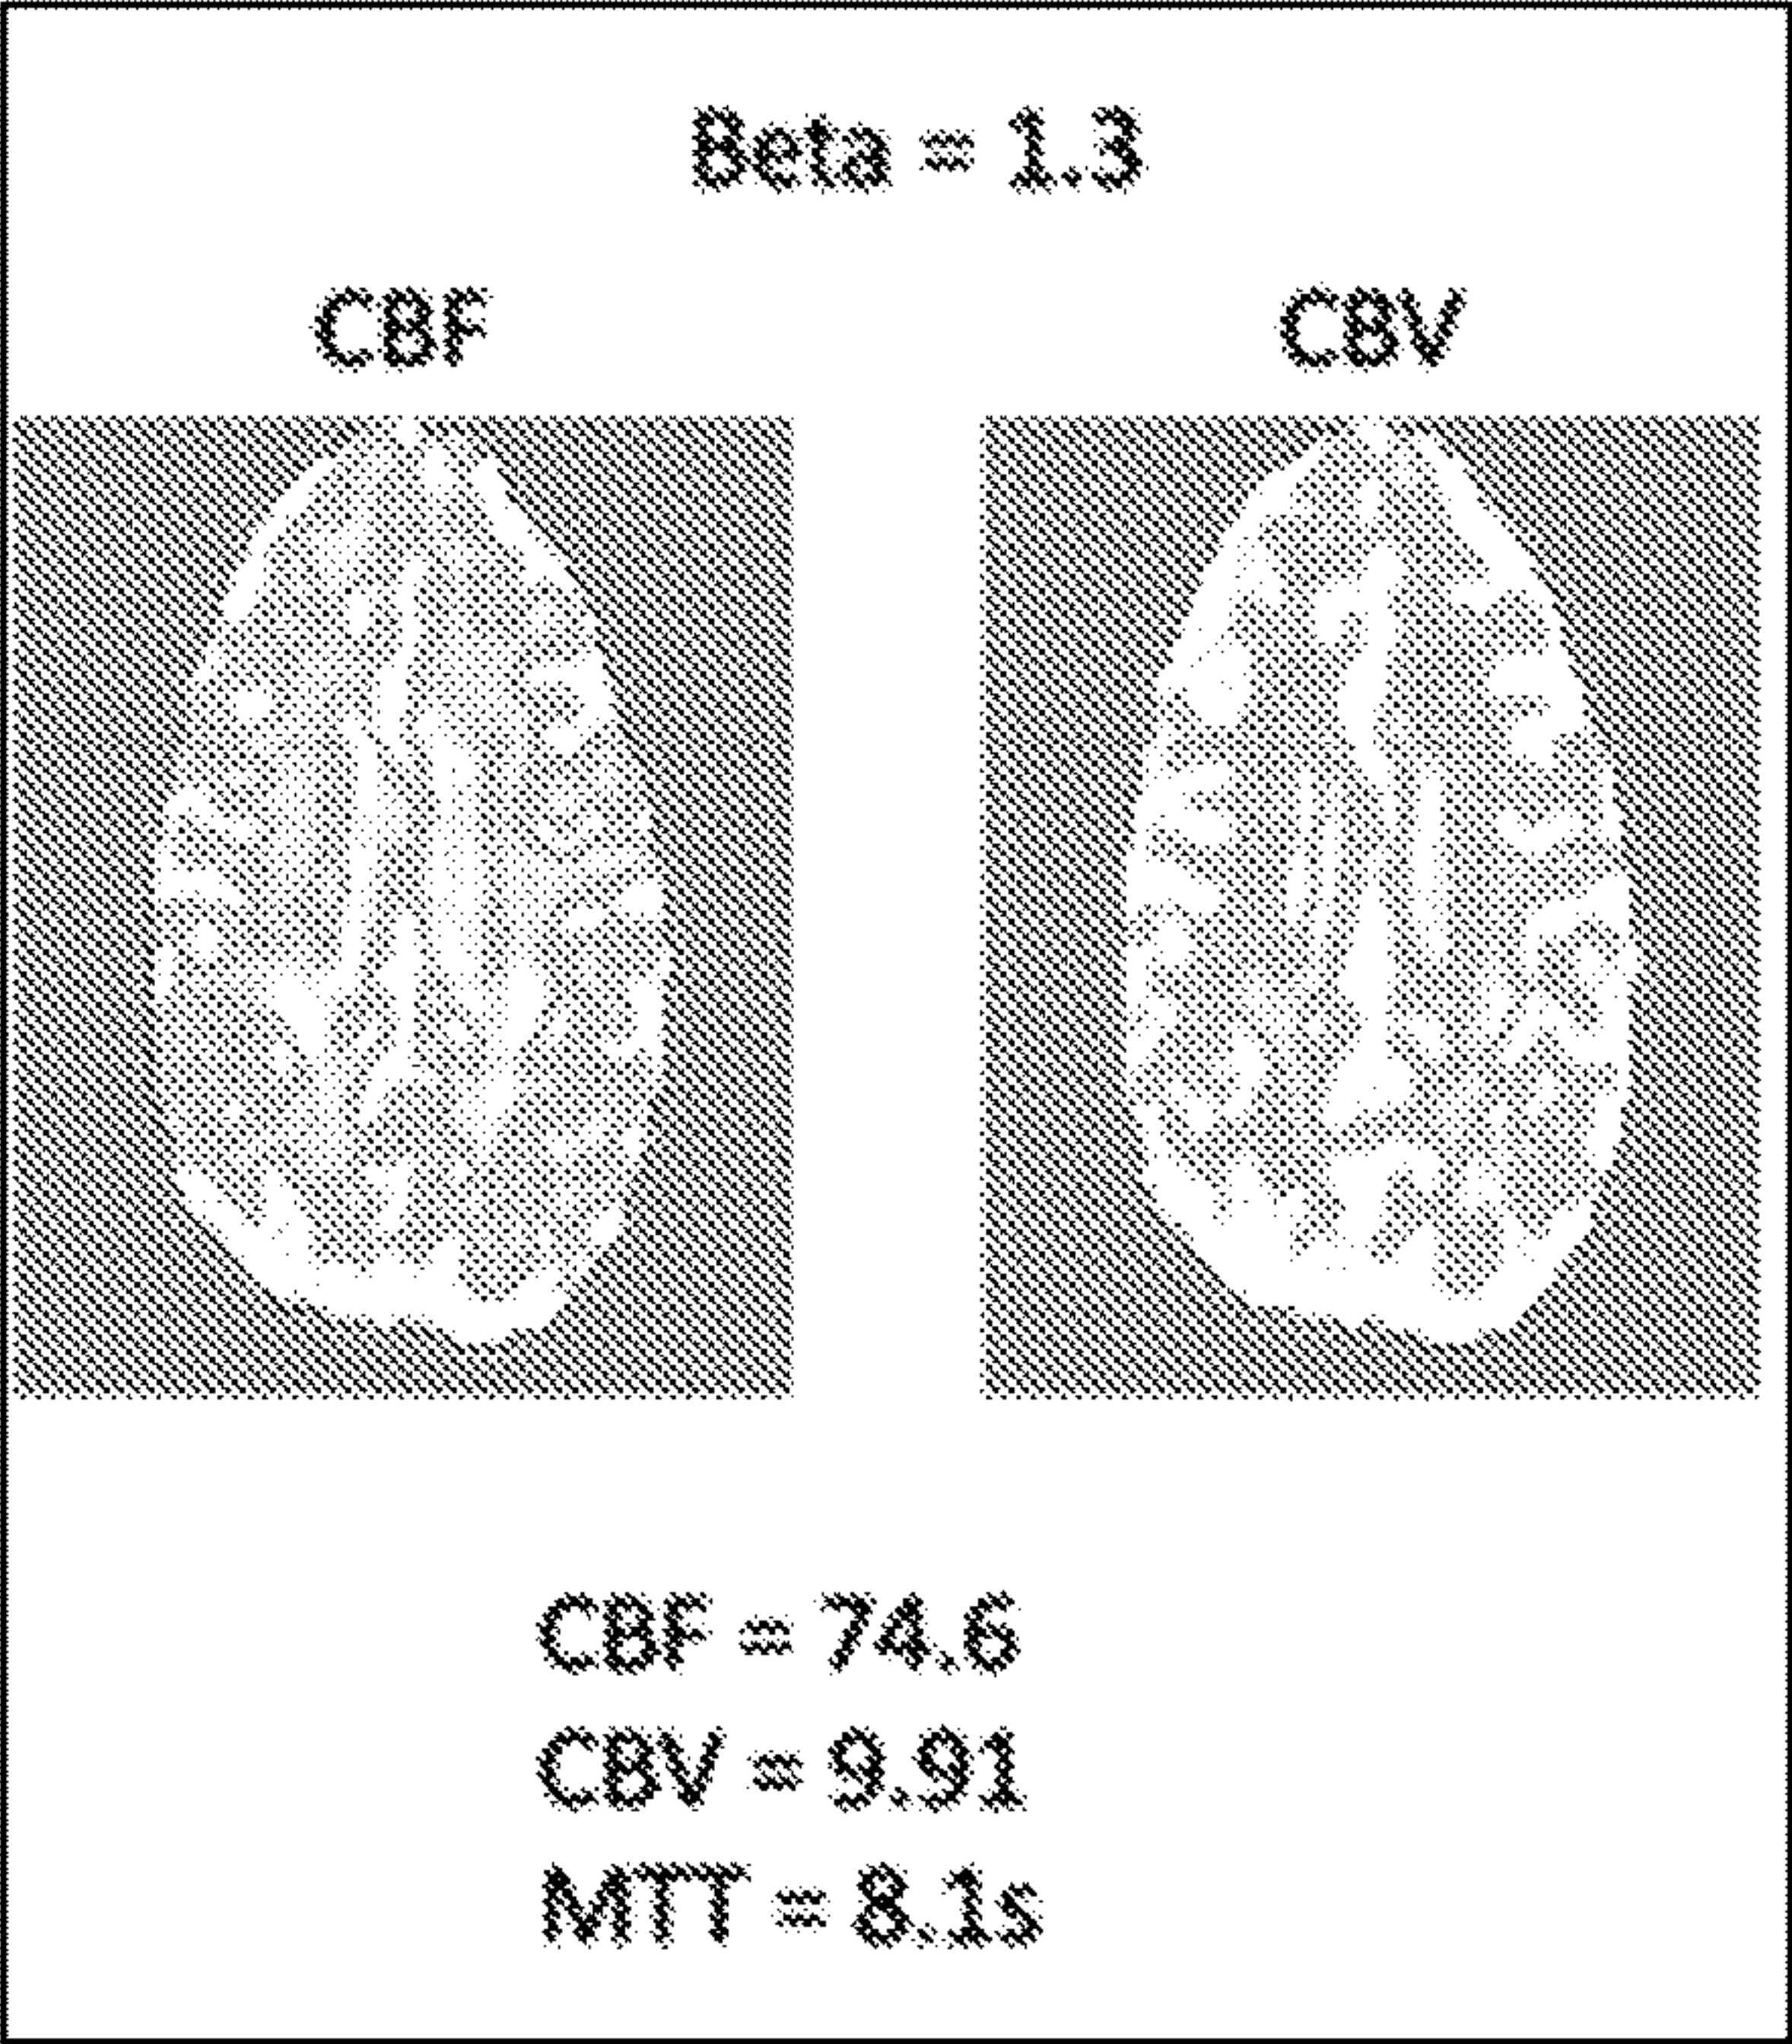 Beta = 1.3
CBF CBV
CBF = 74.6
CBV = 9.91
MTT = 8.1s